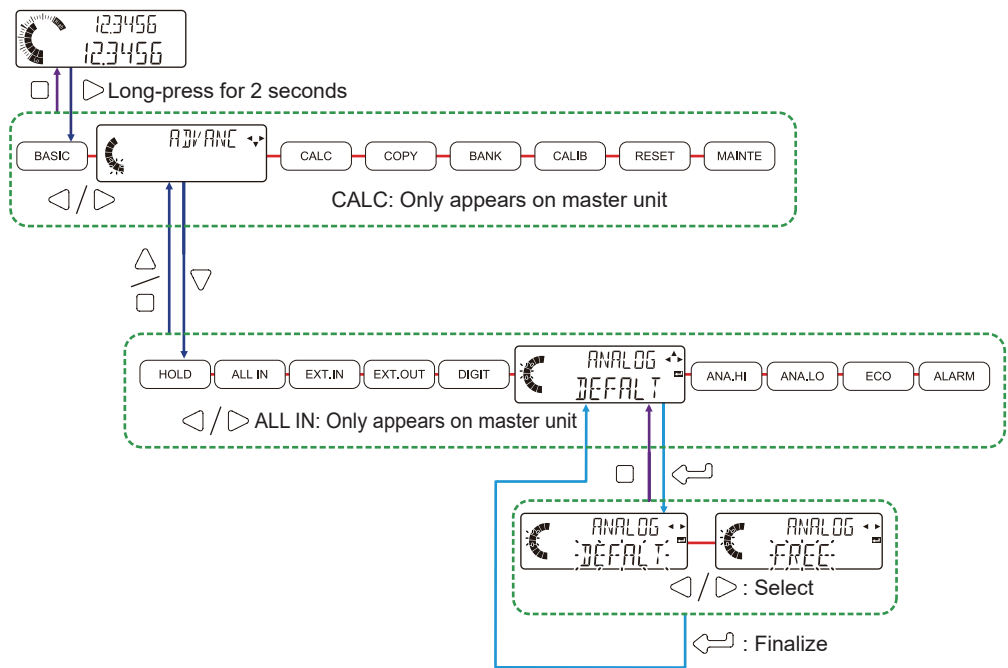 123456
123456
Long-press for 2 seconds
BASIC ADVANC CALC COPY BANK CALIB RESET MAINTE
/ CALC: Only appears on master unit
HOLD ALL IN EXT.IN EXT.OUT DIGIT ANALOG DEFALT ANA.HI ANA.LO ECO ALARM
/ ALL IN: Only appears on master unit
ANALOG ANALOG
DEFALT FREE
/ : Select
: Finalize